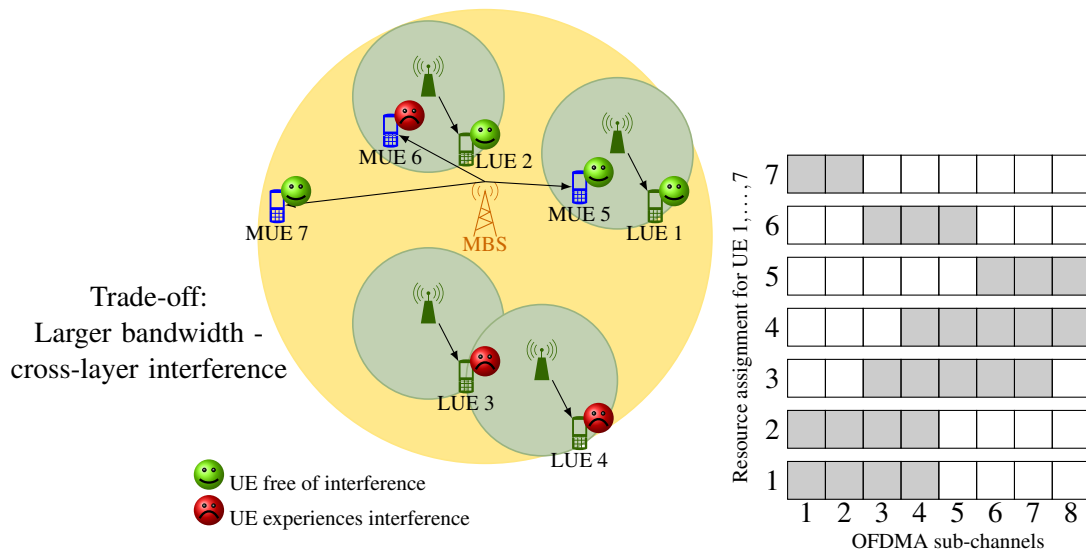 MUE 6
LUE 2
MUE 5
LUE 1
MUE 7
MBS
Trade-off:
Larger bandwidth -
cross-layer interference
LUE 3
LUE 4
UE free of interference
UE experiences interference
Resource assignment for UE 1,...,7
7
6
5
4
3
2
1
1 2 3 4 5 6 7 8
OFDMA sub-channels